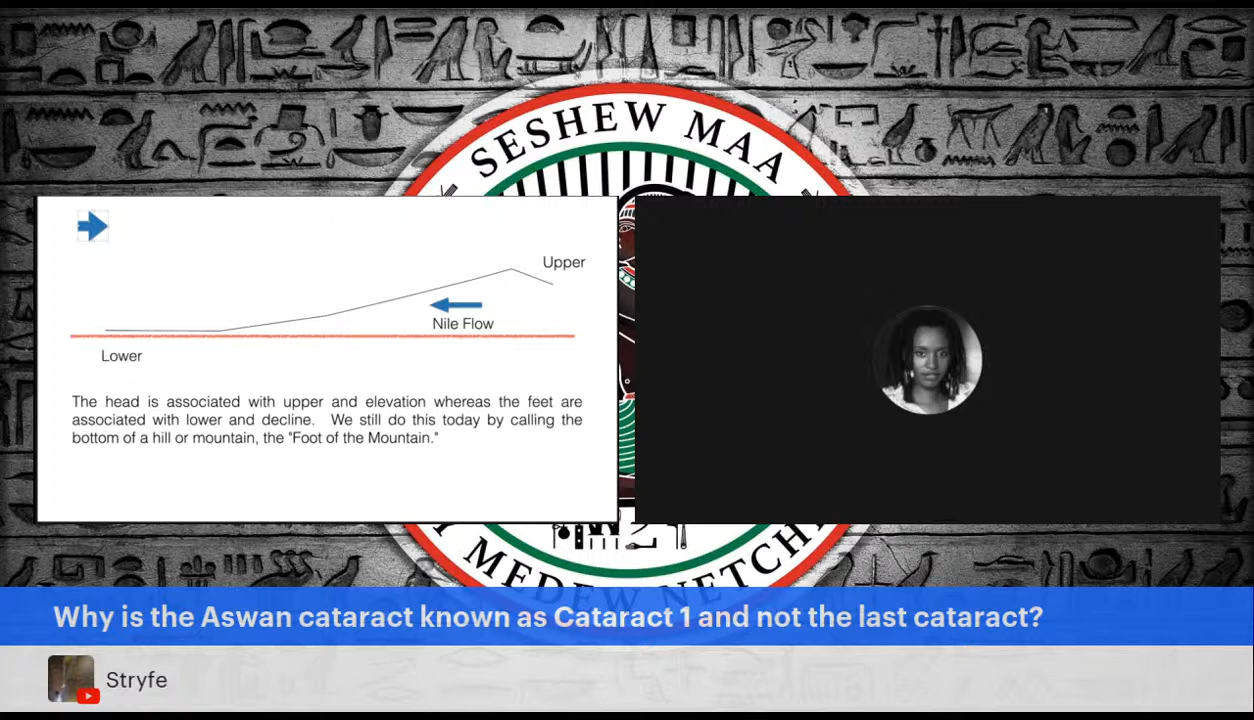 SESHEW MAA
Upper
Nile Flow
Lower
The head is associated with upper and elevation whereas the feet are
associated with lower and decline. We still do this today by calling the
bottom of a hill or mountain, the "Foot of the Mountain."
MEDEW NETCH
Why is the Aswan cataract known as Cataract 1 and not the last cataract?
Stryfe